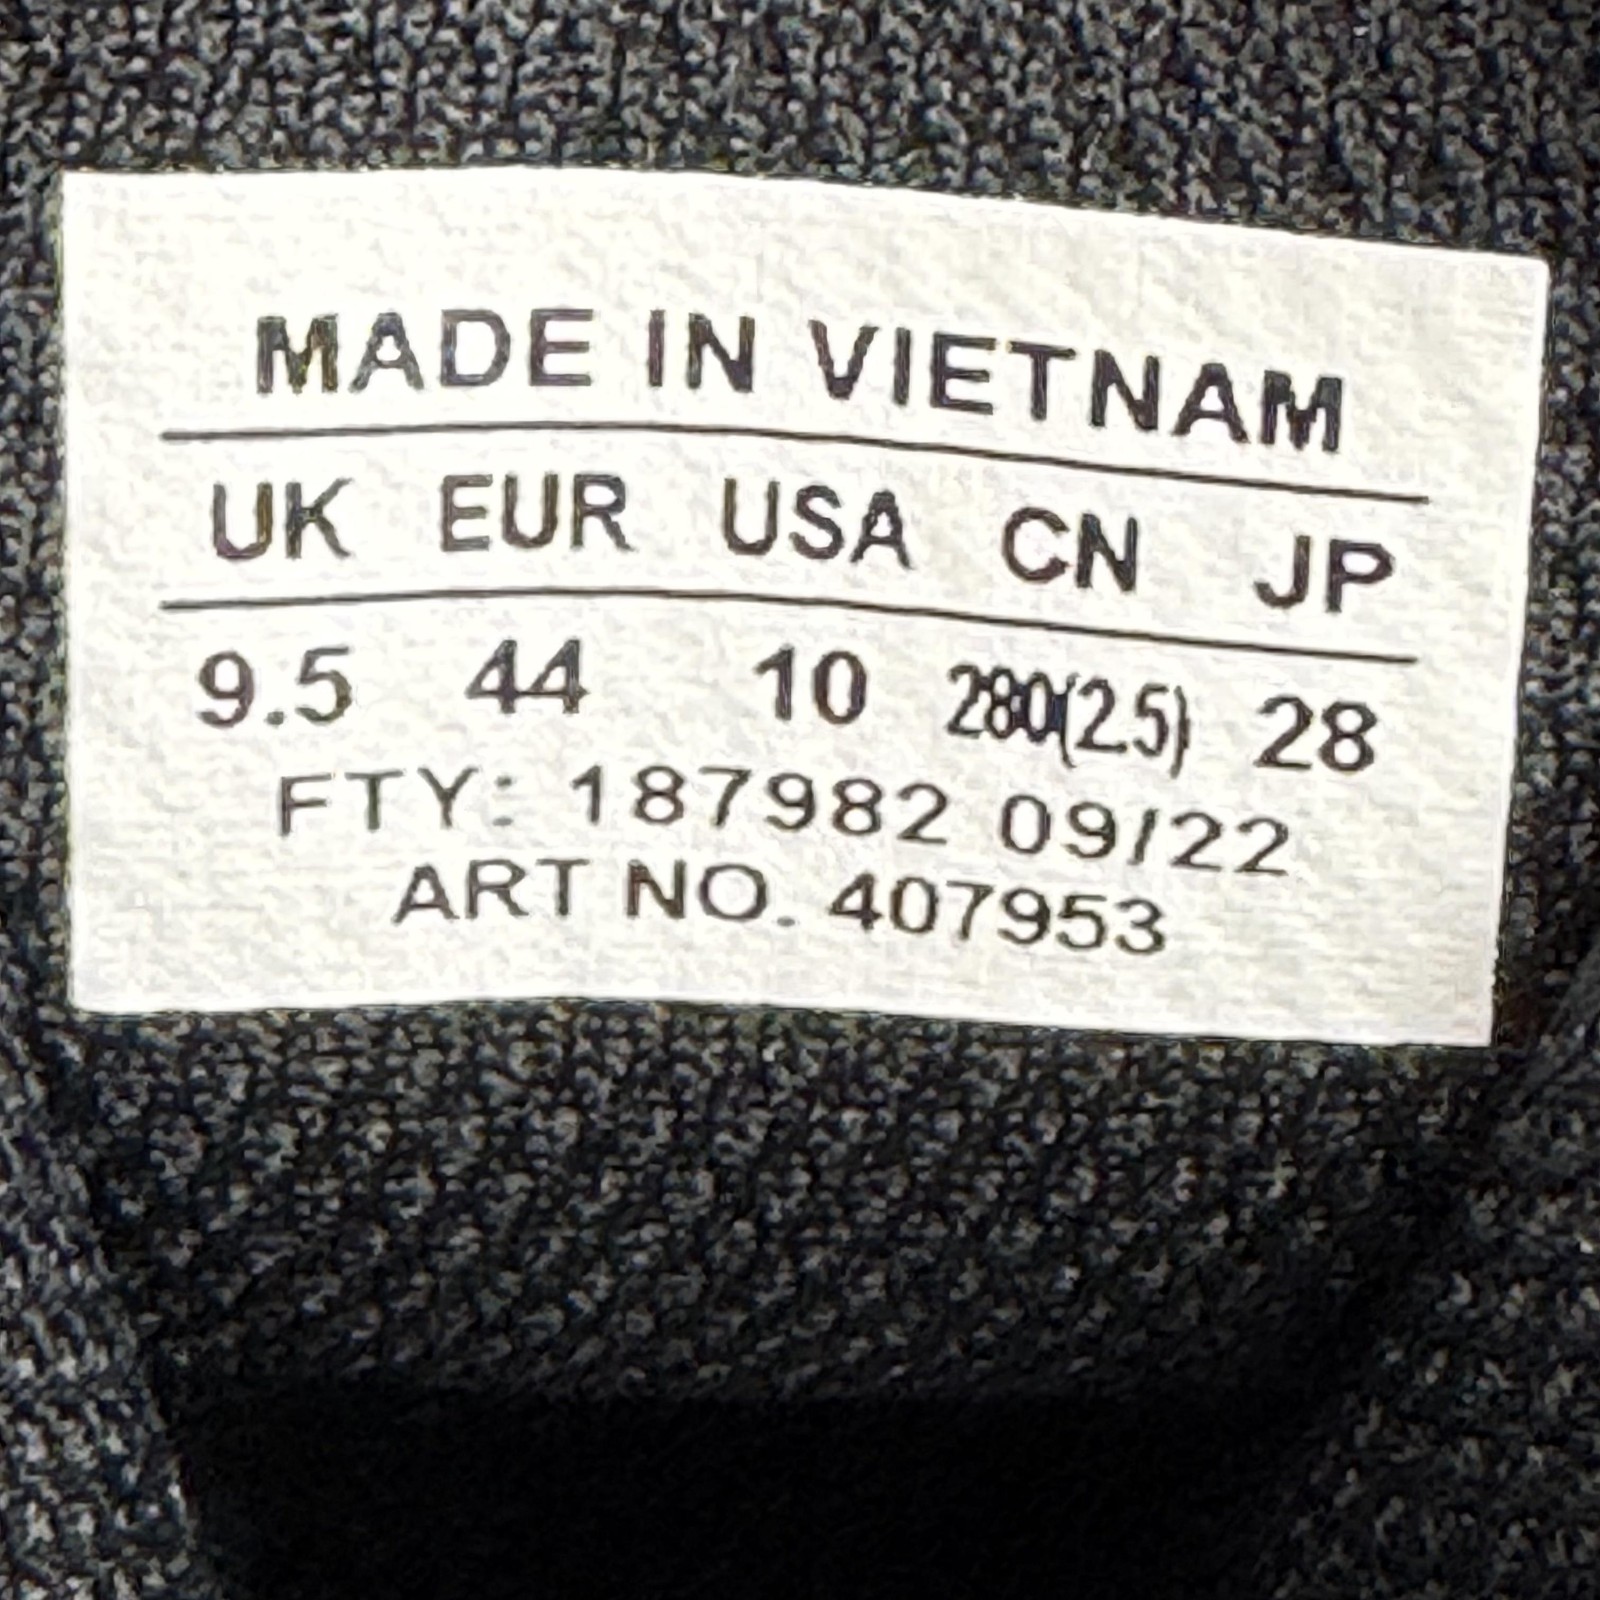 MADE IN VIETNAM
UK EUR USA CN JP
9.5 44 10 280(2.5) 28
FTY: 187982 09/22
ART NO. 407953